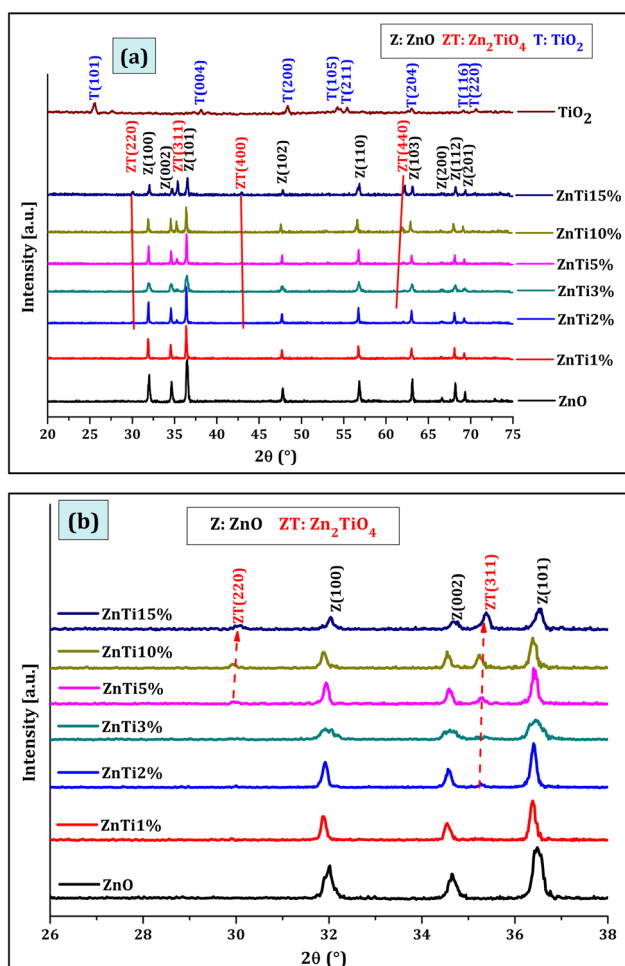 (a)
Z: ZnO ZT: Zn₂TiO₄ T: TiO₂
T(101)
T(004)
T(200)
T(105)
T(211)
T(204)
T(116)
T(220)
TiO₂
ZT(220)
Z(100)
Z(002)
ZT(311)
Z(101)
ZT(400)
Z(102)
Z(110)
ZT(440)
Z(103)
Z(200)
Z(112)
Z(201)
ZnTi15%
ZnTi10%
ZnTi5%
ZnTi3%
ZnTi2%
ZnTi1%
ZnO
Intensity [a.u.]
20 25 30 35 40 45 50 55 60 65 70 75
2θ (°)
(b)
Z: ZnO ZT: Zn₂TiO₄
ZT(220)
Z(100)
Z(002)
ZT(311)
Z(101)
ZnTi15%
ZnTi10%
ZnTi5%
ZnTi3%
ZnTi2%
ZnTi1%
ZnO
Intensity [a.u.]
26 28 30 32 34 36 38
2θ (°)